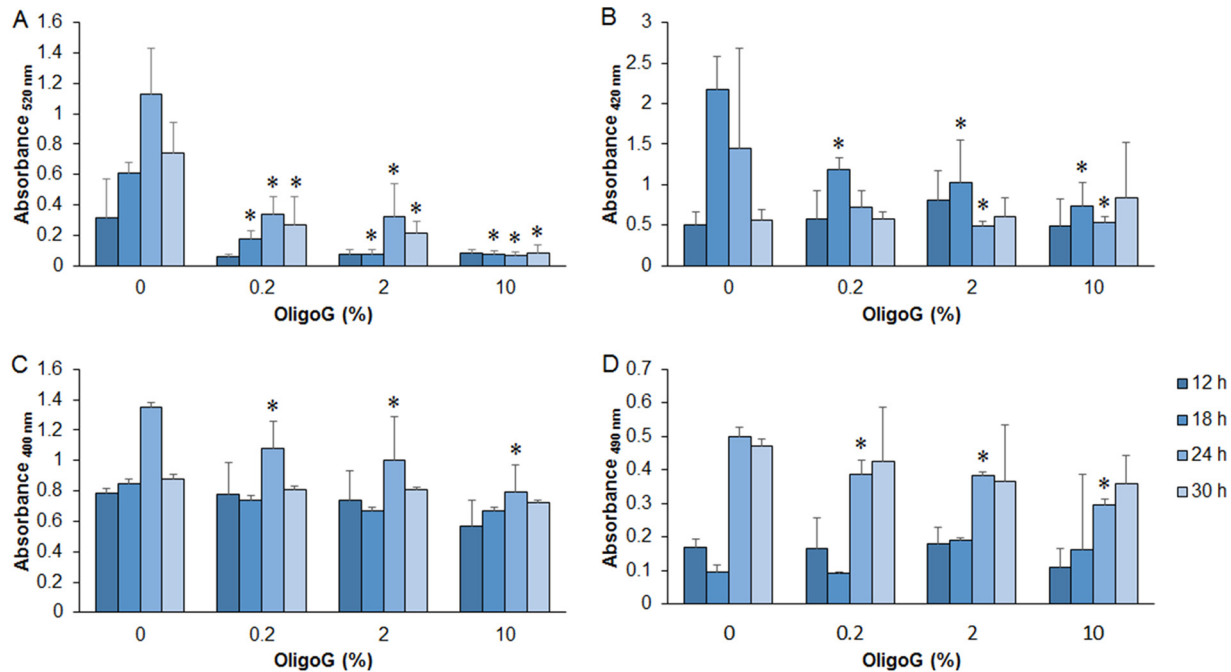 A
Absorbance 520 nm
1.6
1.4
1.2
1
0.8
0.6
0.4
0.2
0
* * *
* * *
* * *
0 0.2 2 10
OligoG (%)
B
Absorbance 420 nm
3
2.5
2
1.5
1
0.5
0
*
* *
* *
0 0.2 2 10
OligoG (%)
C
Absorbance 400 nm
1.6
1.4
1.2
1
0.8
0.6
0.4
0.2
0
* * *
0 0.2 2 10
OligoG (%)
D
Absorbance 490 nm
0.7
0.6
0.5
0.4
0.3
0.2
0.1
0
* * *
0 0.2 2 10
OligoG (%)
12 h
18 h
24 h
30 h